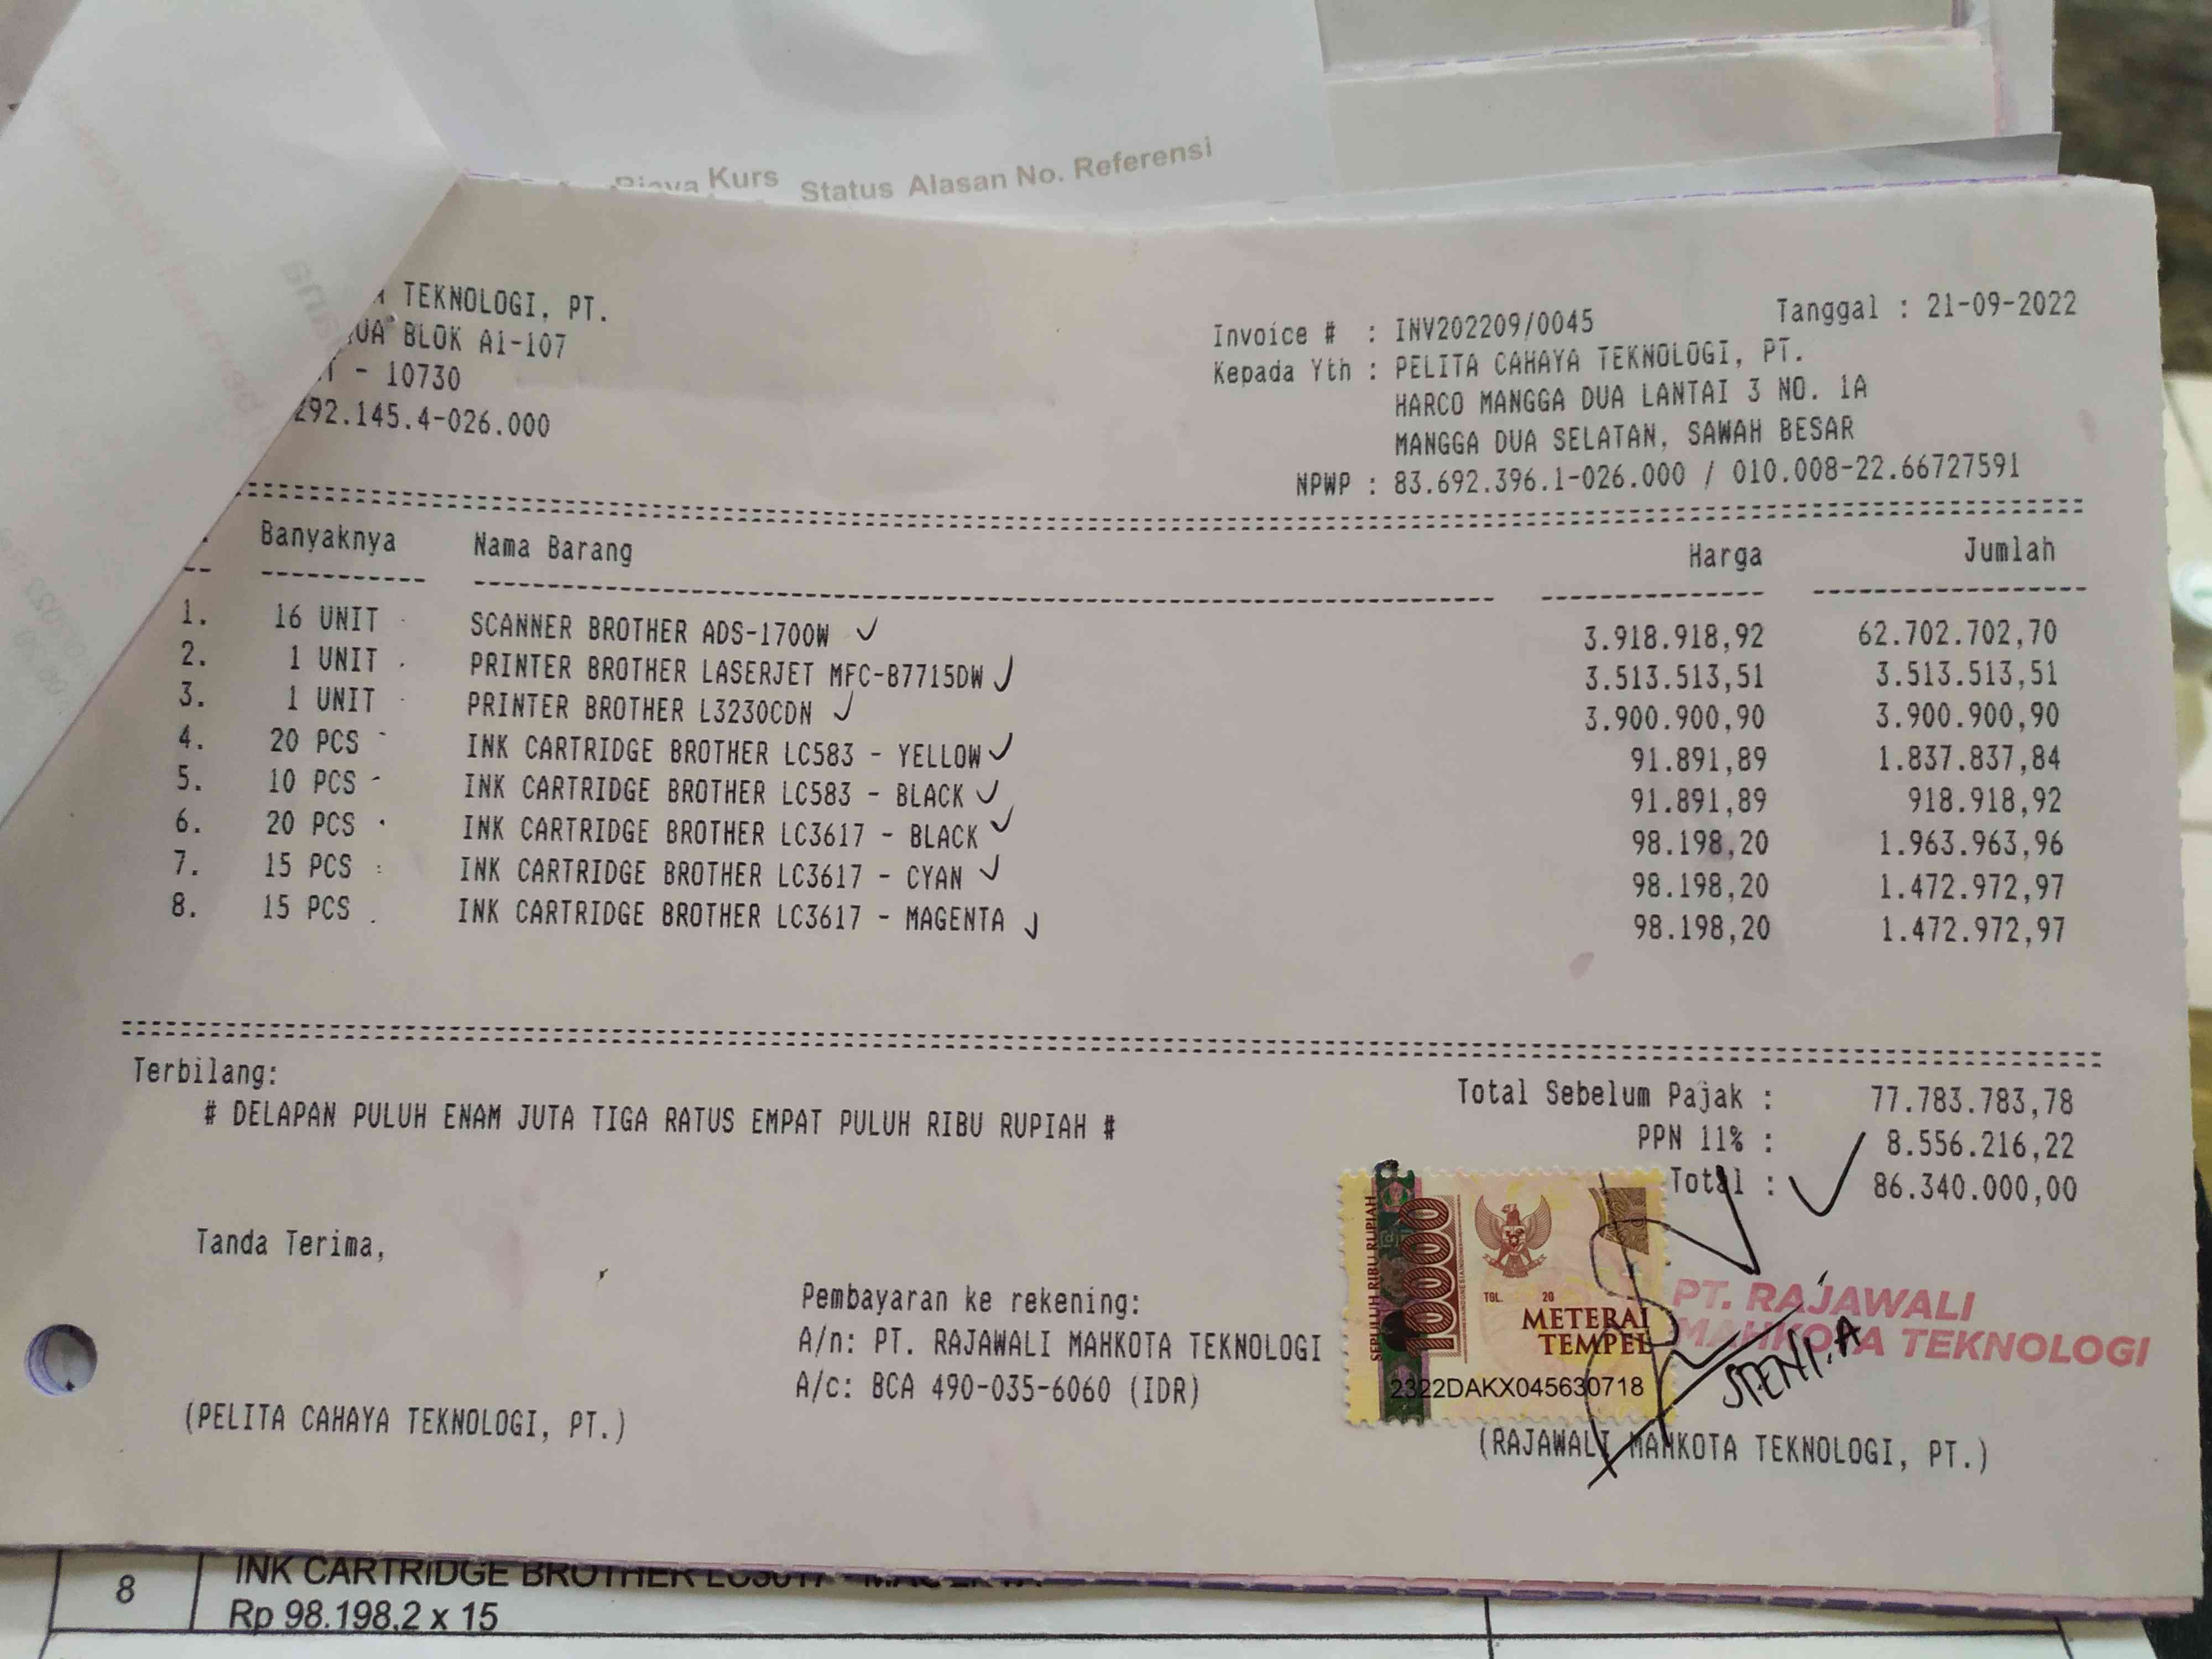 Kurs Status Alasan No. Referensi
TEKNOLOGI, PT.
BLOK A1-107
- 10730
292.145.4-026.000
Tanggal : 21-09-2022
Invoice # : INV202209/0045
Kepada Yth : PELITA CAHAYA TEKNOLOGI, PT.
HARCO MANGGA DUA LANTAI 3 NO. 1A
MANGGA DUA SELATAN, SAWAH BESAR
NPWP : 83.692.396.1-026.000 / 010.008-22.66727591
Banyaknya Nama Barang Harga Jumlah
1. 16 UNIT SCANNER BROTHER ADS-1700W 3.918.918,92 62.702.702,70
2. 1 UNIT PRINTER BROTHER LASERJET MFC-B7715DW 3.513.513,51 3.513.513,51
3. 1 UNIT PRINTER BROTHER L3230CDN 3.900.900,90 3.900.900,90
4. 20 PCS INK CARTRIDGE BROTHER LC583 - YELLOW 91.891,89 1.837.837,84
5. 10 PCS INK CARTRIDGE BROTHER LC583 - BLACK 91.891,89 918.918,92
6. 20 PCS INK CARTRIDGE BROTHER LC3617 - BLACK 98.198,20 1.963.963,96
7. 15 PCS INK CARTRIDGE BROTHER LC3617 - CYAN 98.198,20 1.472.972,97
8. 15 PCS INK CARTRIDGE BROTHER LC3617 - MAGENTA 98.198,20 1.472.972,97
Terbilang:
# DELAPAN PULUH ENAM JUTA TIGA RATUS EMPAT PULUH RIBU RUPIAH #
Total Sebelum Pajak : 77.783.783,78
PPN 11% : 8.556.216,22
Total : 86.340.000,00
Tanda Terima,
(PELITA CAHAYA TEKNOLOGI, PT.)
Pembayaran ke rekening:
A/n: PT. RAJAWALI MAHKOTA TEKNOLOGI
A/c: BCA 490-035-6060 (IDR)
SEPULUH RIBU RUPIAH
10000
TGL. 20
METERAI
TEMPEL
2322DAKX045630718
PT. RAJAWALI
MAHKOTA TEKNOLOGI
STENI.A
(RAJAWALI MAHKOTA TEKNOLOGI, PT.)
8 INK CARTRIDGE BROTHER
Rp 98.198,2 x 15